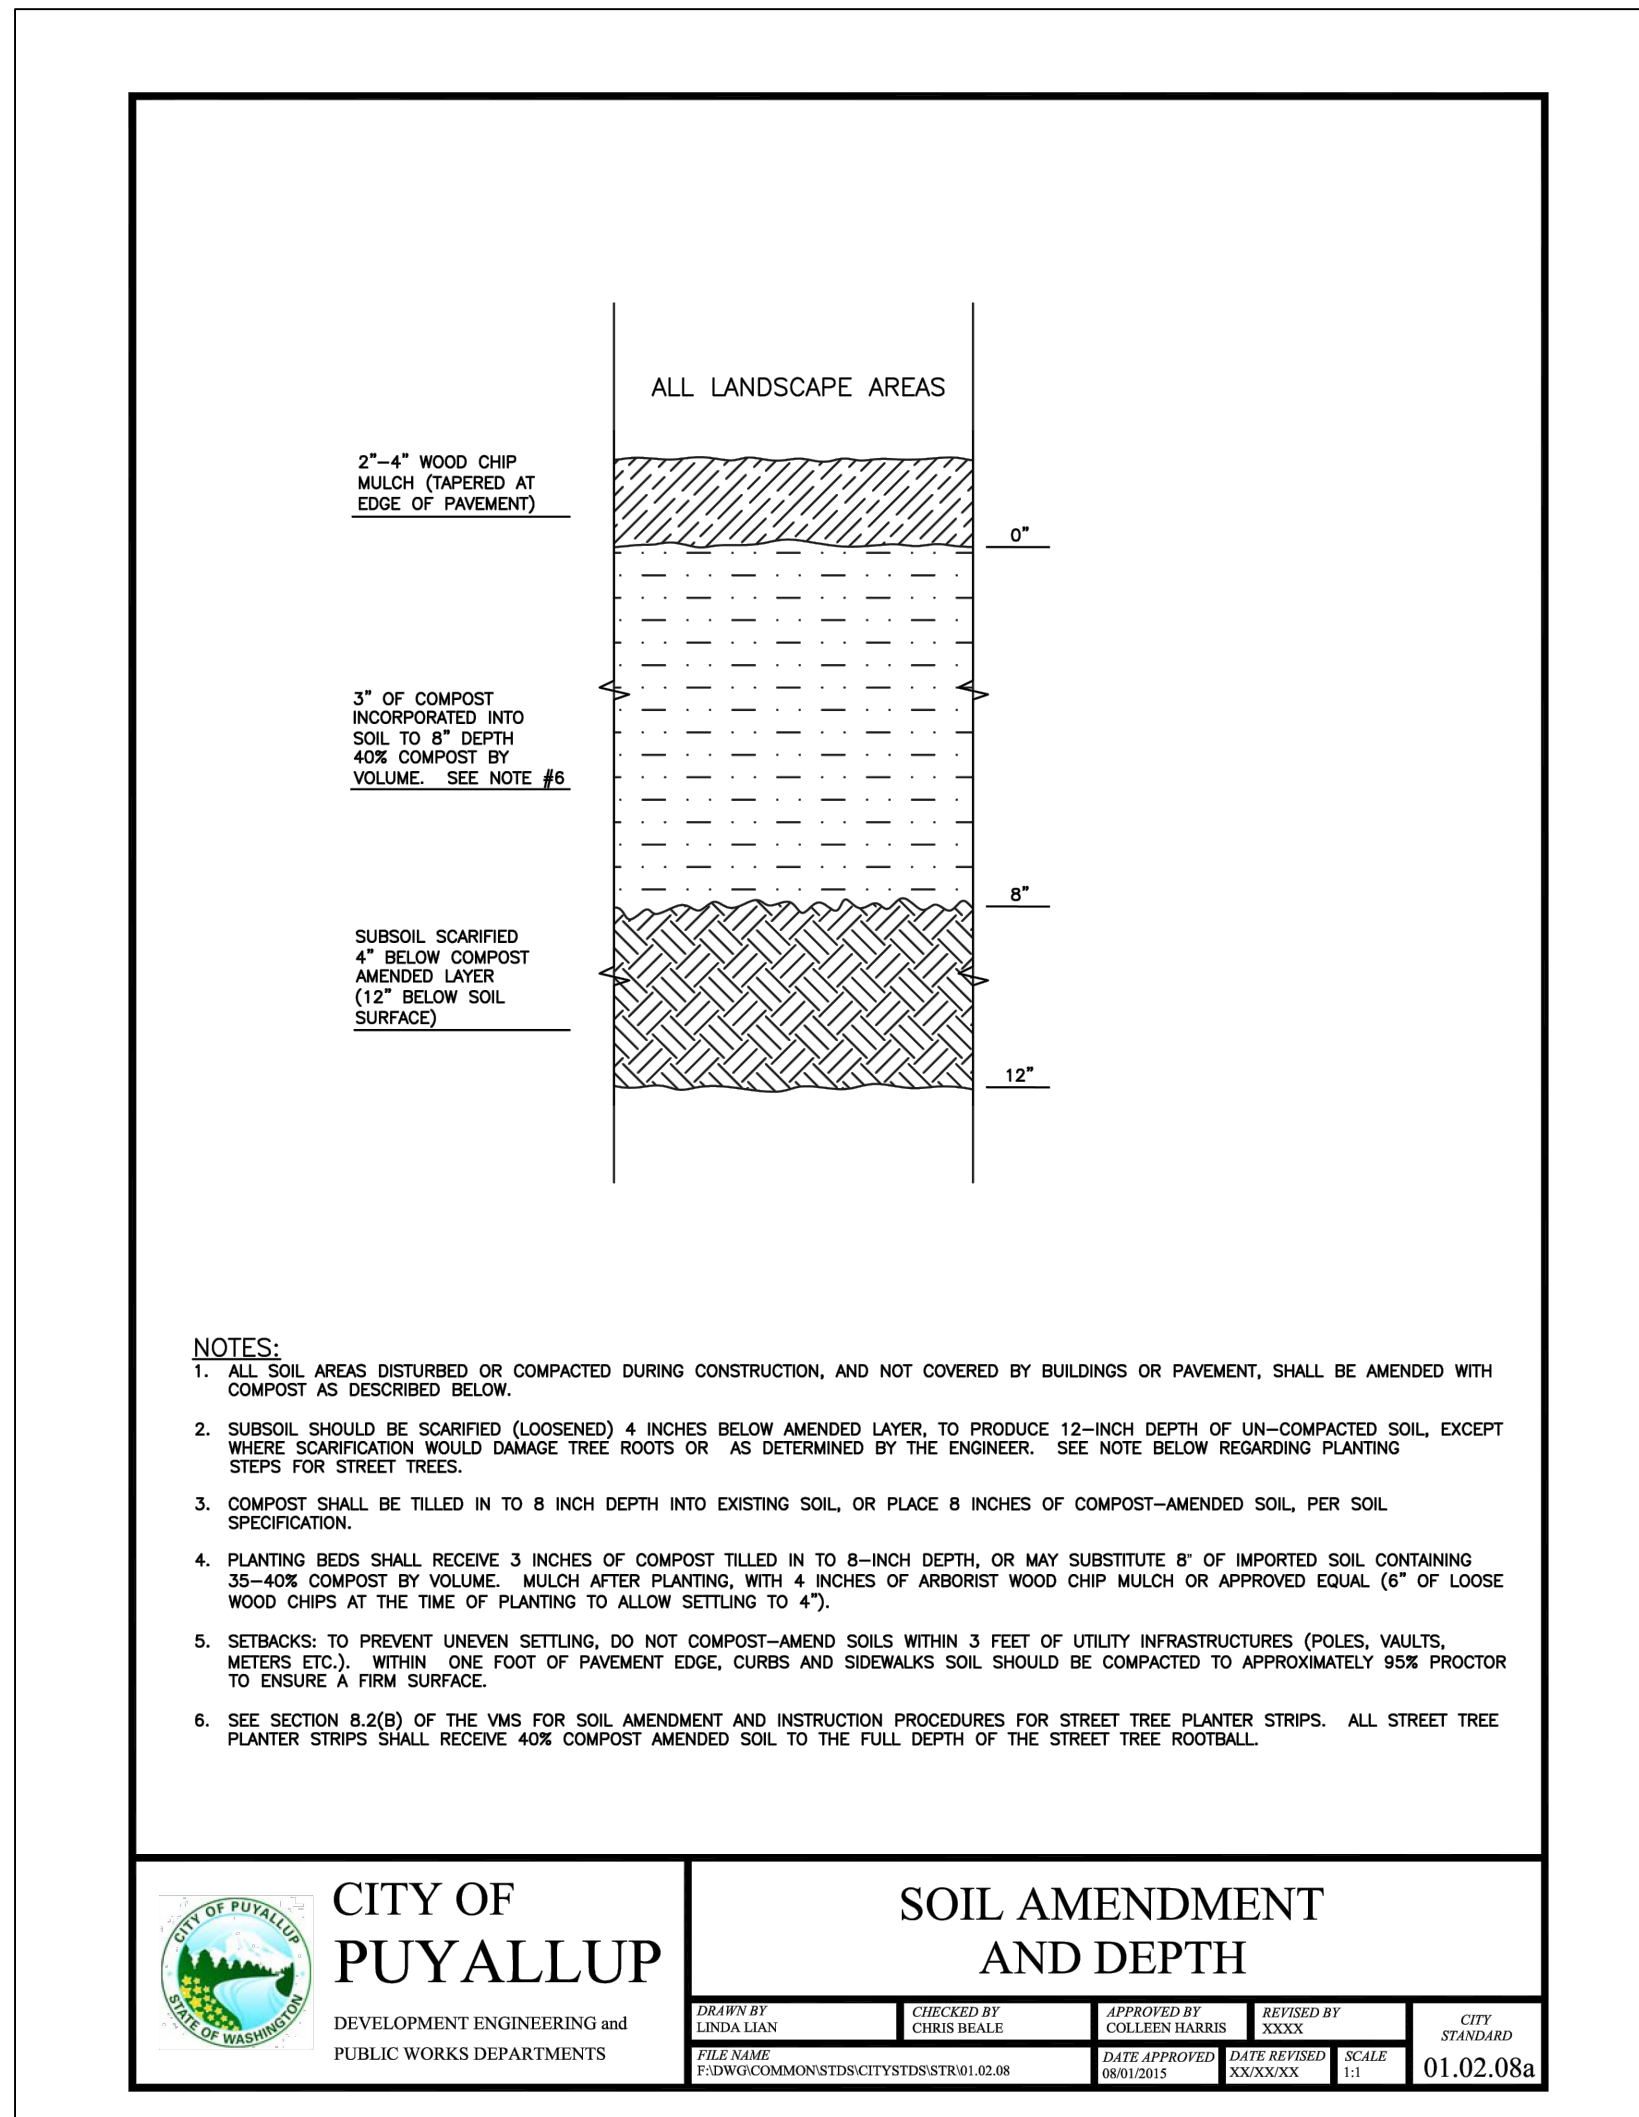 ALL LANDSCAPE AREAS
2"–4" WOOD CHIP
MULCH (TAPERED AT
EDGE OF PAVEMENT)
0"
3" OF COMPOST
INCORPORATED INTO
SOIL TO 8" DEPTH
40% COMPOST BY
VOLUME. SEE NOTE #6
8"
SUBSOIL SCARIFIED
4" BELOW COMPOST
AMENDED LAYER
(12" BELOW SOIL
SURFACE)
12"
NOTES:
1. ALL SOIL AREAS DISTURBED OR COMPACTED DURING CONSTRUCTION, AND NOT COVERED BY BUILDINGS OR PAVEMENT, SHALL BE AMENDED WITH
COMPOST AS DESCRIBED BELOW.
2. SUBSOIL SHOULD BE SCARIFIED (LOOSENED) 4 INCHES BELOW AMENDED LAYER, TO PRODUCE 12–INCH DEPTH OF UN–COMPACTED SOIL, EXCEPT
WHERE SCARIFICATION WOULD DAMAGE TREE ROOTS OR AS DETERMINED BY THE ENGINEER. SEE NOTE BELOW REGARDING PLANTING
STEPS FOR STREET TREES.
3. COMPOST SHALL BE TILLED IN TO 8 INCH DEPTH INTO EXISTING SOIL, OR PLACE 8 INCHES OF COMPOST–AMENDED SOIL, PER SOIL
SPECIFICATION.
4. PLANTING BEDS SHALL RECEIVE 3 INCHES OF COMPOST TILLED IN TO 8–INCH DEPTH, OR MAY SUBSTITUTE 8" OF IMPORTED SOIL CONTAINING
35–40% COMPOST BY VOLUME. MULCH AFTER PLANTING, WITH 4 INCHES OF ARBORIST WOOD CHIP MULCH OR APPROVED EQUAL (6" OF LOOSE
WOOD CHIPS AT THE TIME OF PLANTING TO ALLOW SETTLING TO 4").
5. SETBACKS: TO PREVENT UNEVEN SETTLING, DO NOT COMPOST–AMEND SOILS WITHIN 3 FEET OF UTILITY INFRASTRUCTURES (POLES, VAULTS,
METERS ETC.). WITHIN ONE FOOT OF PAVEMENT EDGE, CURBS AND SIDEWALKS SOIL SHOULD BE COMPACTED TO APPROXIMATELY 95% PROCTOR
TO ENSURE A FIRM SURFACE.
6. SEE SECTION 8.2(B) OF THE VMS FOR SOIL AMENDMENT AND INSTRUCTION PROCEDURES FOR STREET TREE PLANTER STRIPS. ALL STREET TREE
PLANTER STRIPS SHALL RECEIVE 40% COMPOST AMENDED SOIL TO THE FULL DEPTH OF THE STREET TREE ROOTBALL.
CITY OF PUYALLUP
STATE OF WASHINGTON
CITY OF
PUYALLUP
DEVELOPMENT ENGINEERING and
PUBLIC WORKS DEPARTMENTS
SOIL AMENDMENT
AND DEPTH
DRAWN BY
LINDA LIAN
CHECKED BY
CHRIS BEALE
APPROVED BY
COLLEEN HARRIS
REVISED BY
XXXX
FILE NAME
F:\DWG\COMMON\STDS\CITYSTDS\STR\01.02.08
DATE APPROVED
08/01/2015
DATE REVISED
XX/XX/XX
SCALE
1:1
CITY
STANDARD
01.02.08a